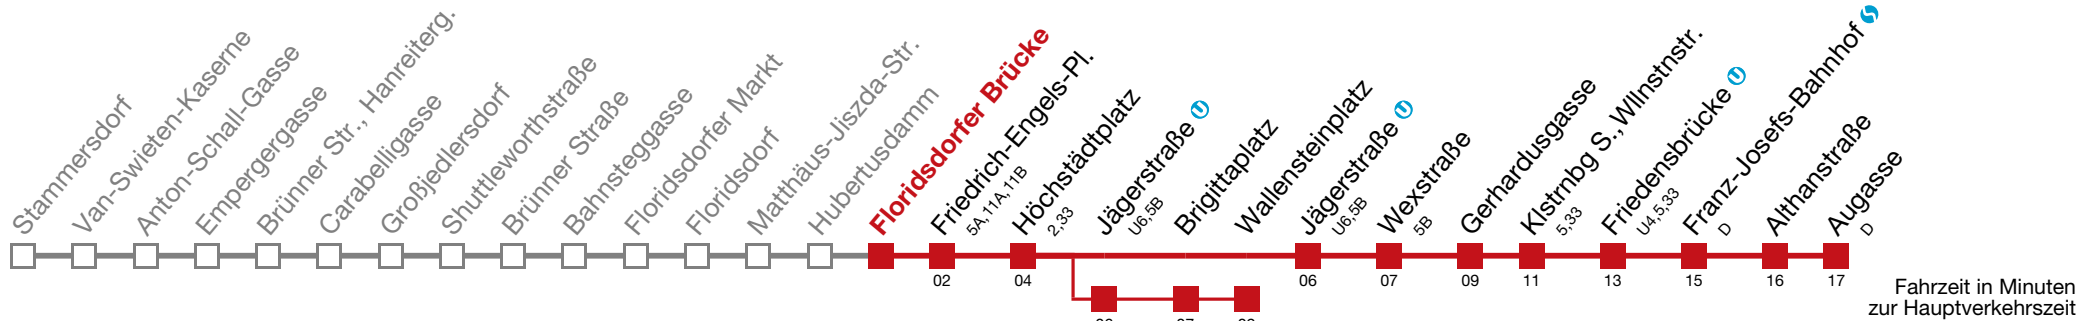 Stammersdorf
Van-Swieten-Kaserne
Anton-Schall-Gasse
Empergergasse
Brünner Str., Hanreiterg.
Carabelligasse
Großjedlersdorf
Shuttleworthstraße
Brünner Straße
Bahnsteggasse
Floridsdorfer Markt
Floridsdorf
Matthäus-Jiszda-Str.
Hubertusdamm
Floridsdorfer Brücke
Friedrich-Engels-Pl.
5A, 11A, 11B
Höchstädtplatz
2,33
Jägerstraße U
U6,5B
Brigittaplatz
Wallensteinplatz
Jägerstraße U
U6,5B
Wexstraße
5B
Gerhardusgasse
Klstrnbg S., Wllnstnstr.
5,33
Friedensbrücke U
U4,5,33
Franz-Josefs-Bahnhof S
D
Althanstraße
Augasse
D
02 04 06 07 09 11 13 15 16 17
Fahrzeit in Minuten
zur Hauptverkehrszeit